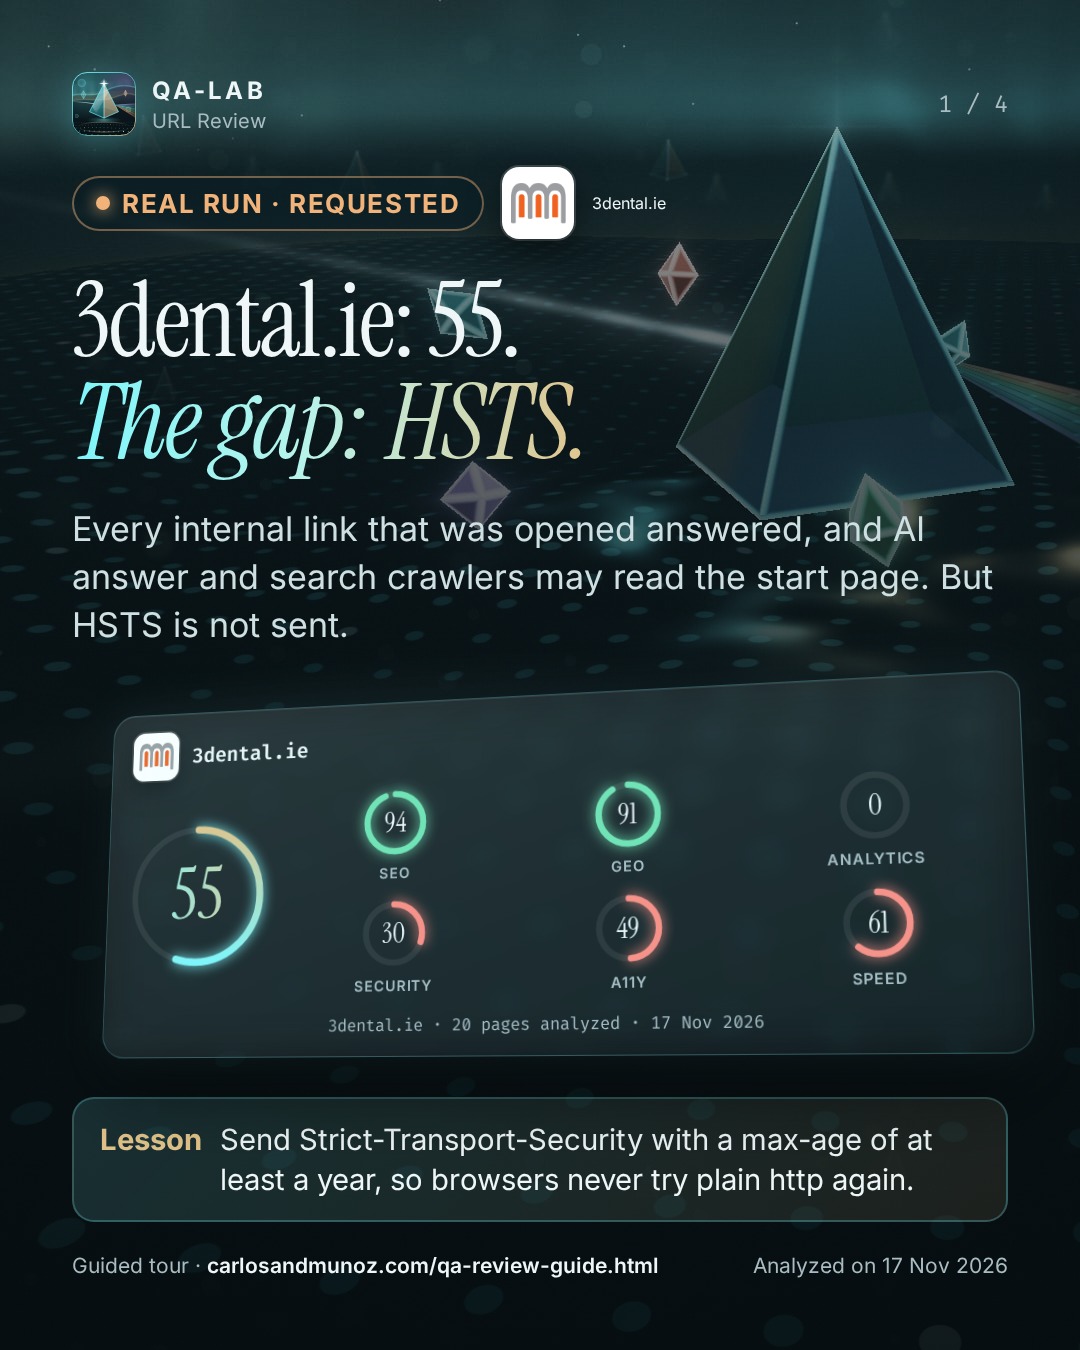 QA-LAB
URL Review
1 / 4
REAL RUN · REQUESTED
3dental.ie
3dental.ie: 55.
The gap: HSTS.
Every internal link that was opened answered, and AI
answer and search crawlers may read the start page. But
HSTS is not sent.
3dental.ie
55
94
SEO
91
GEO
0
ANALYTICS
30
SECURITY
49
A11Y
61
SPEED
3dental.ie · 20 pages analyzed · 17 Nov 2026
Lesson Send Strict-Transport-Security with a max-age of at
least a year, so browsers never try plain http again.
Guided tour · carlosandmunoz.com/qa-review-guide.html
Analyzed on 17 Nov 2026